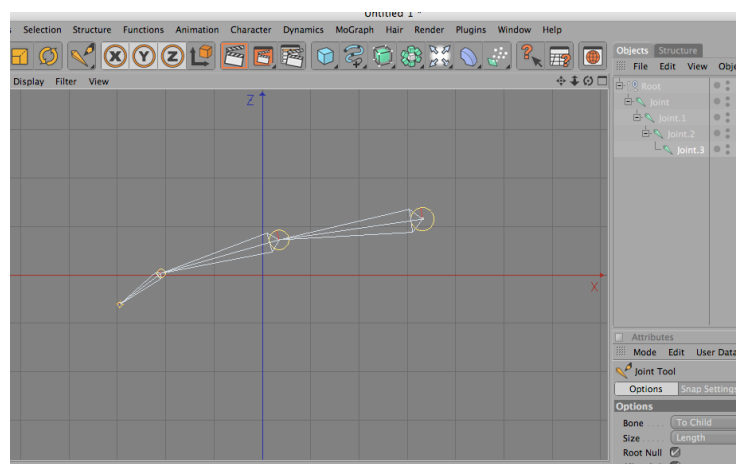 Untitled 1 *
Selection Structure Functions Animation Character Dynamics MoGraph Hair Render Plugins Window Help
X Y Z
Objects Structure
File Edit View Obje
Display Filter View
Root
Joint
Joint.1
Joint.2
Joint.3
Z
X
Attributes
Mode Edit User Data
Joint Tool
Options Snap Settings
Options
Bone To Child
Size Length
Root Null